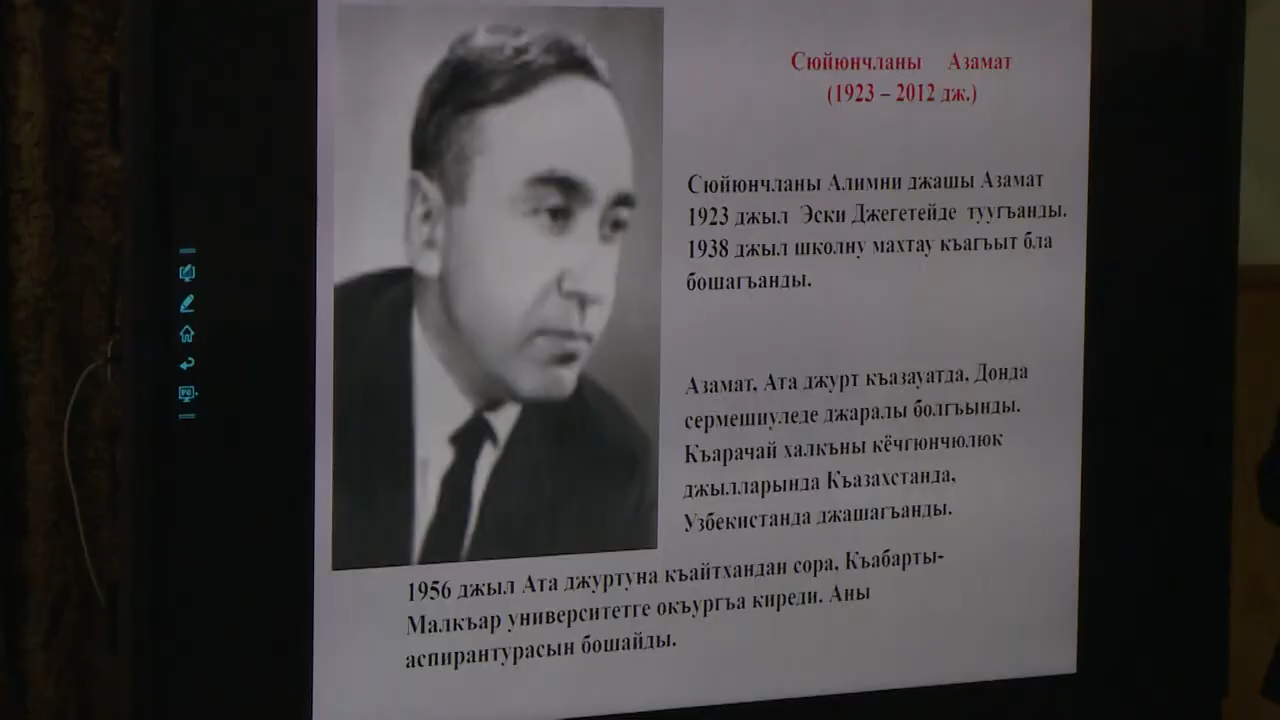 Сюйюнчланы Азамат
(1923 – 2012 дж.)
Сюйюнчланы Алимни джашы Азамат
1923 джыл Эски Джегетейде туугъанды.
1938 джыл школну махтау къагъыт бла
бошагъанды.
Азамат, Ата джурт къазауатда, Донда
сермешиуледе джаралы болгъынды.
Къарачай халкъны кёчгюнчюлюк
джылларында Къазахстанда,
Узбекистанда джашагъанды.
1956 джыл Ата джуртуна къайтхандан сора, Къабарты-
Малкъар университетге окъургъа киреди. Аны
аспирантурасын бошайды.
PC